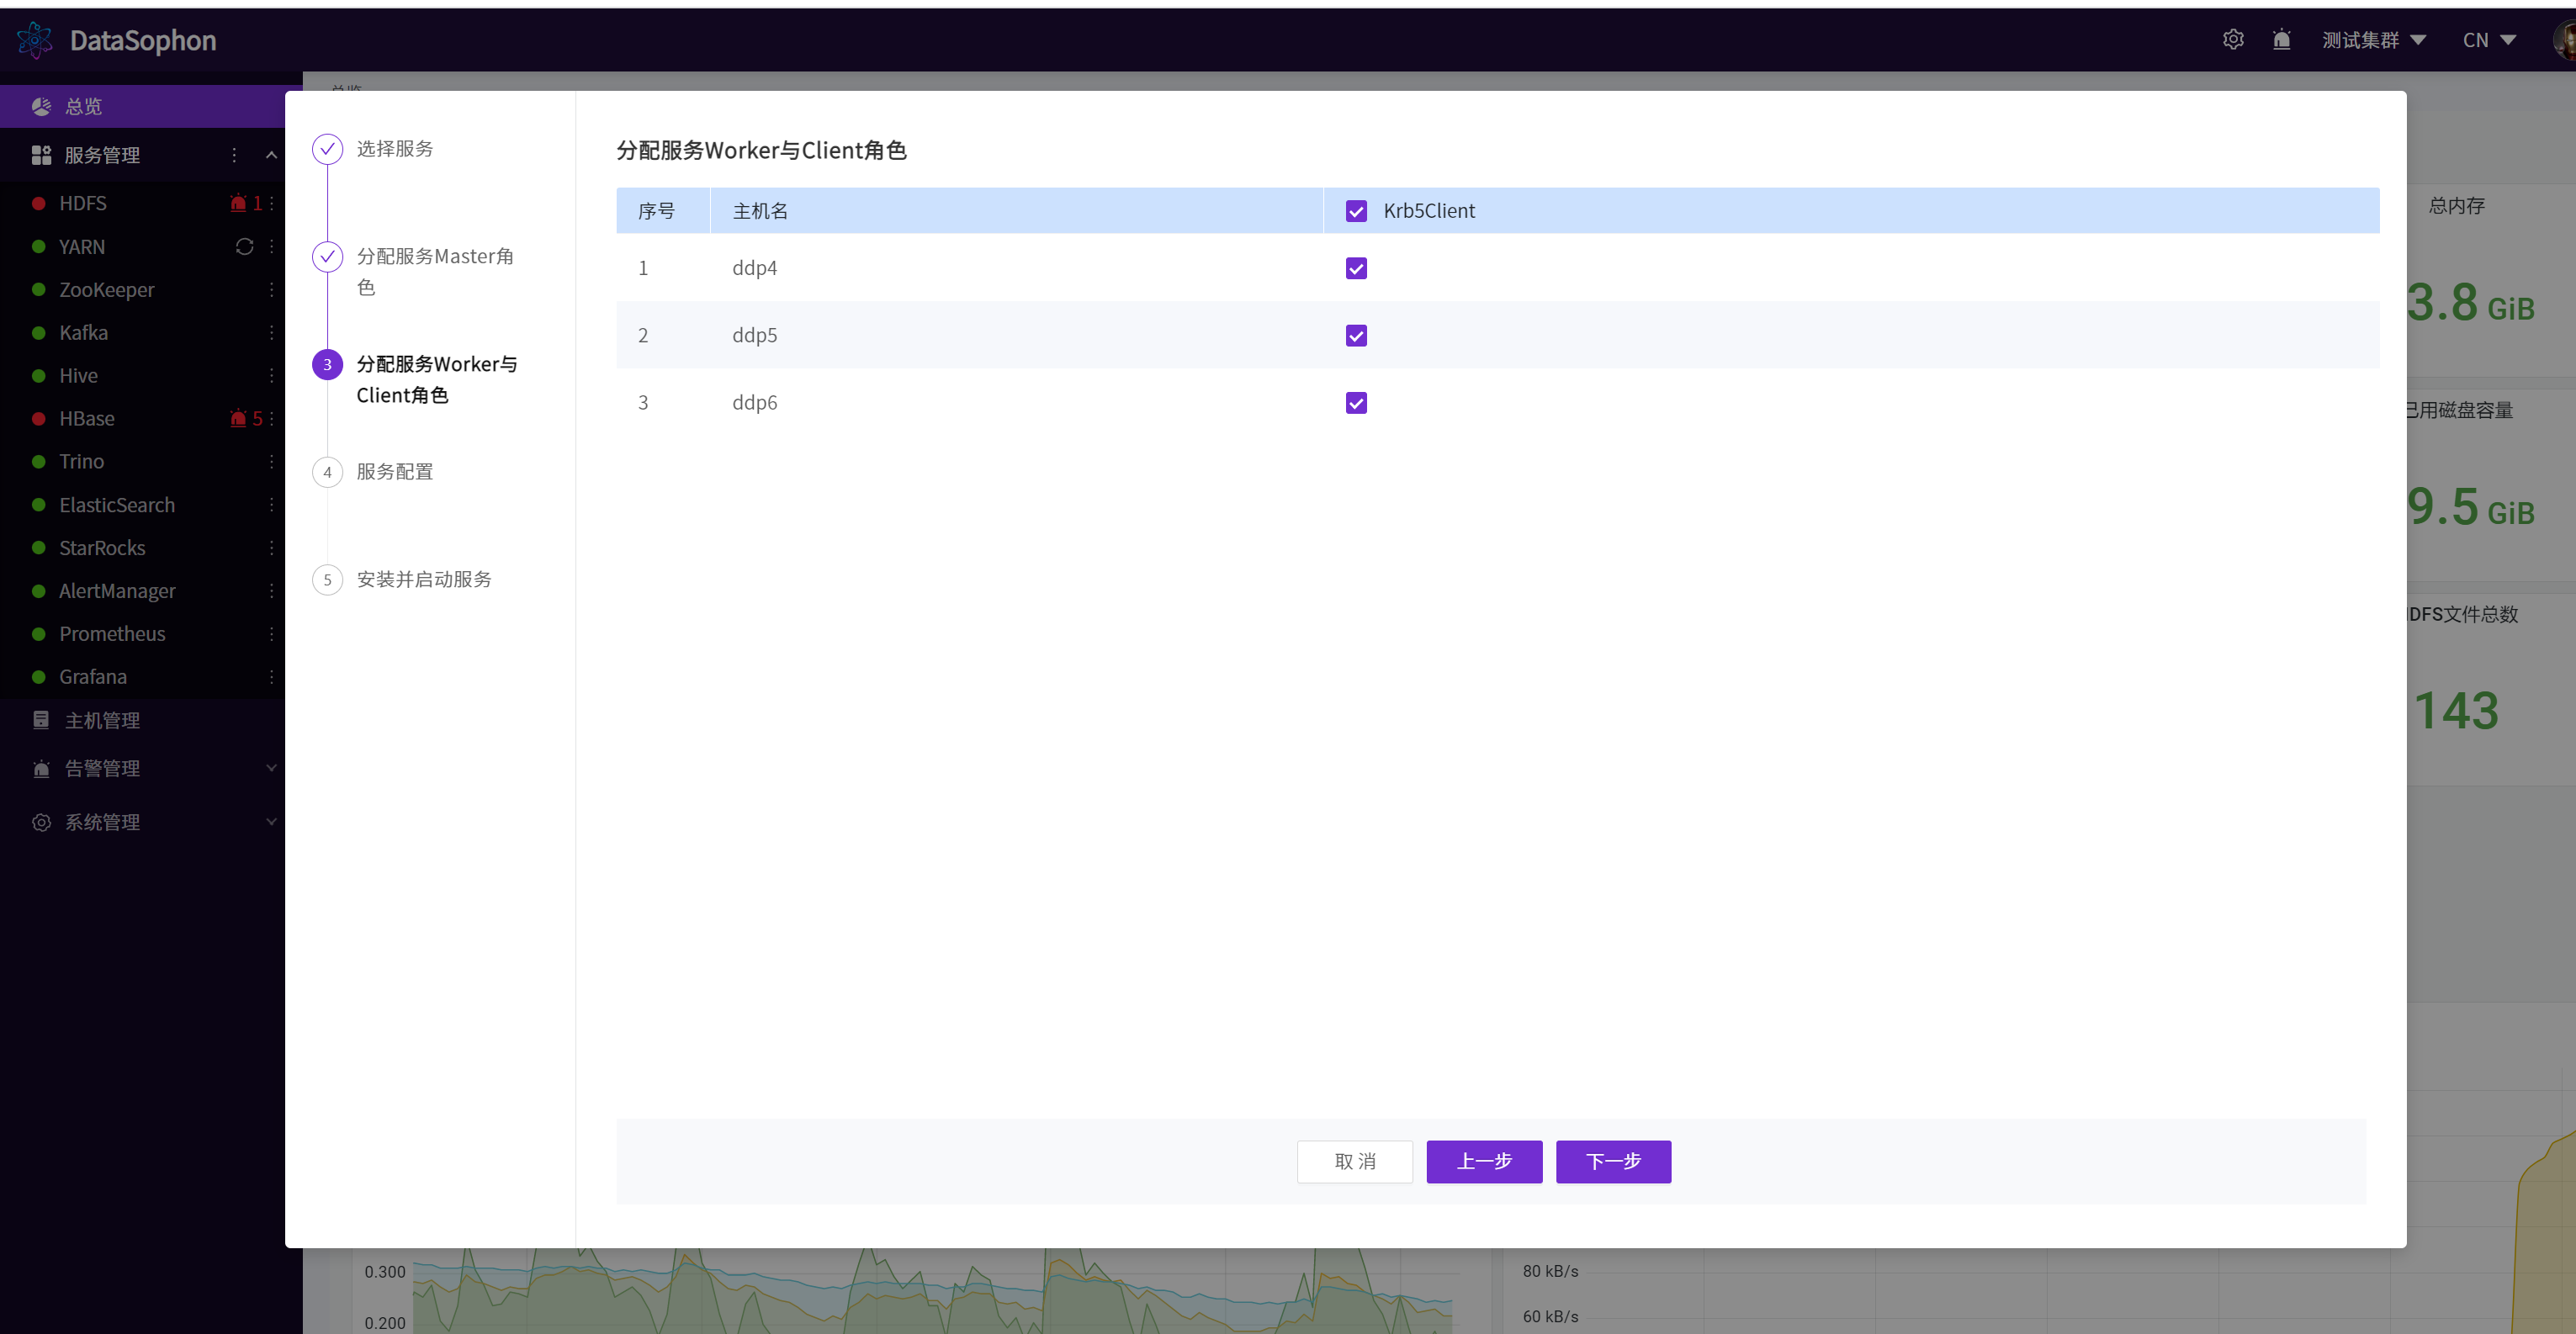 DataSophon
测试集群
CN
总览
服务管理
HDFS
1
YARN
ZooKeeper
Kafka
Hive
HBase
5
Trino
ElasticSearch
StarRocks
AlertManager
Prometheus
Grafana
主机管理
告警管理
系统管理
选择服务
分配服务Master角
色
3
分配服务Worker与
Client角色
4
服务配置
5
安装并启动服务
分配服务Worker与Client角色
序号
主机名
Krb5Client
1
ddp4
2
ddp5
3
ddp6
取 消
上一步
下一步
总内存
3.8 GiB
已用磁盘容量
9.5 GiB
DFS文件总数
143
0.300
0.200
80 kB/s
60 kB/s